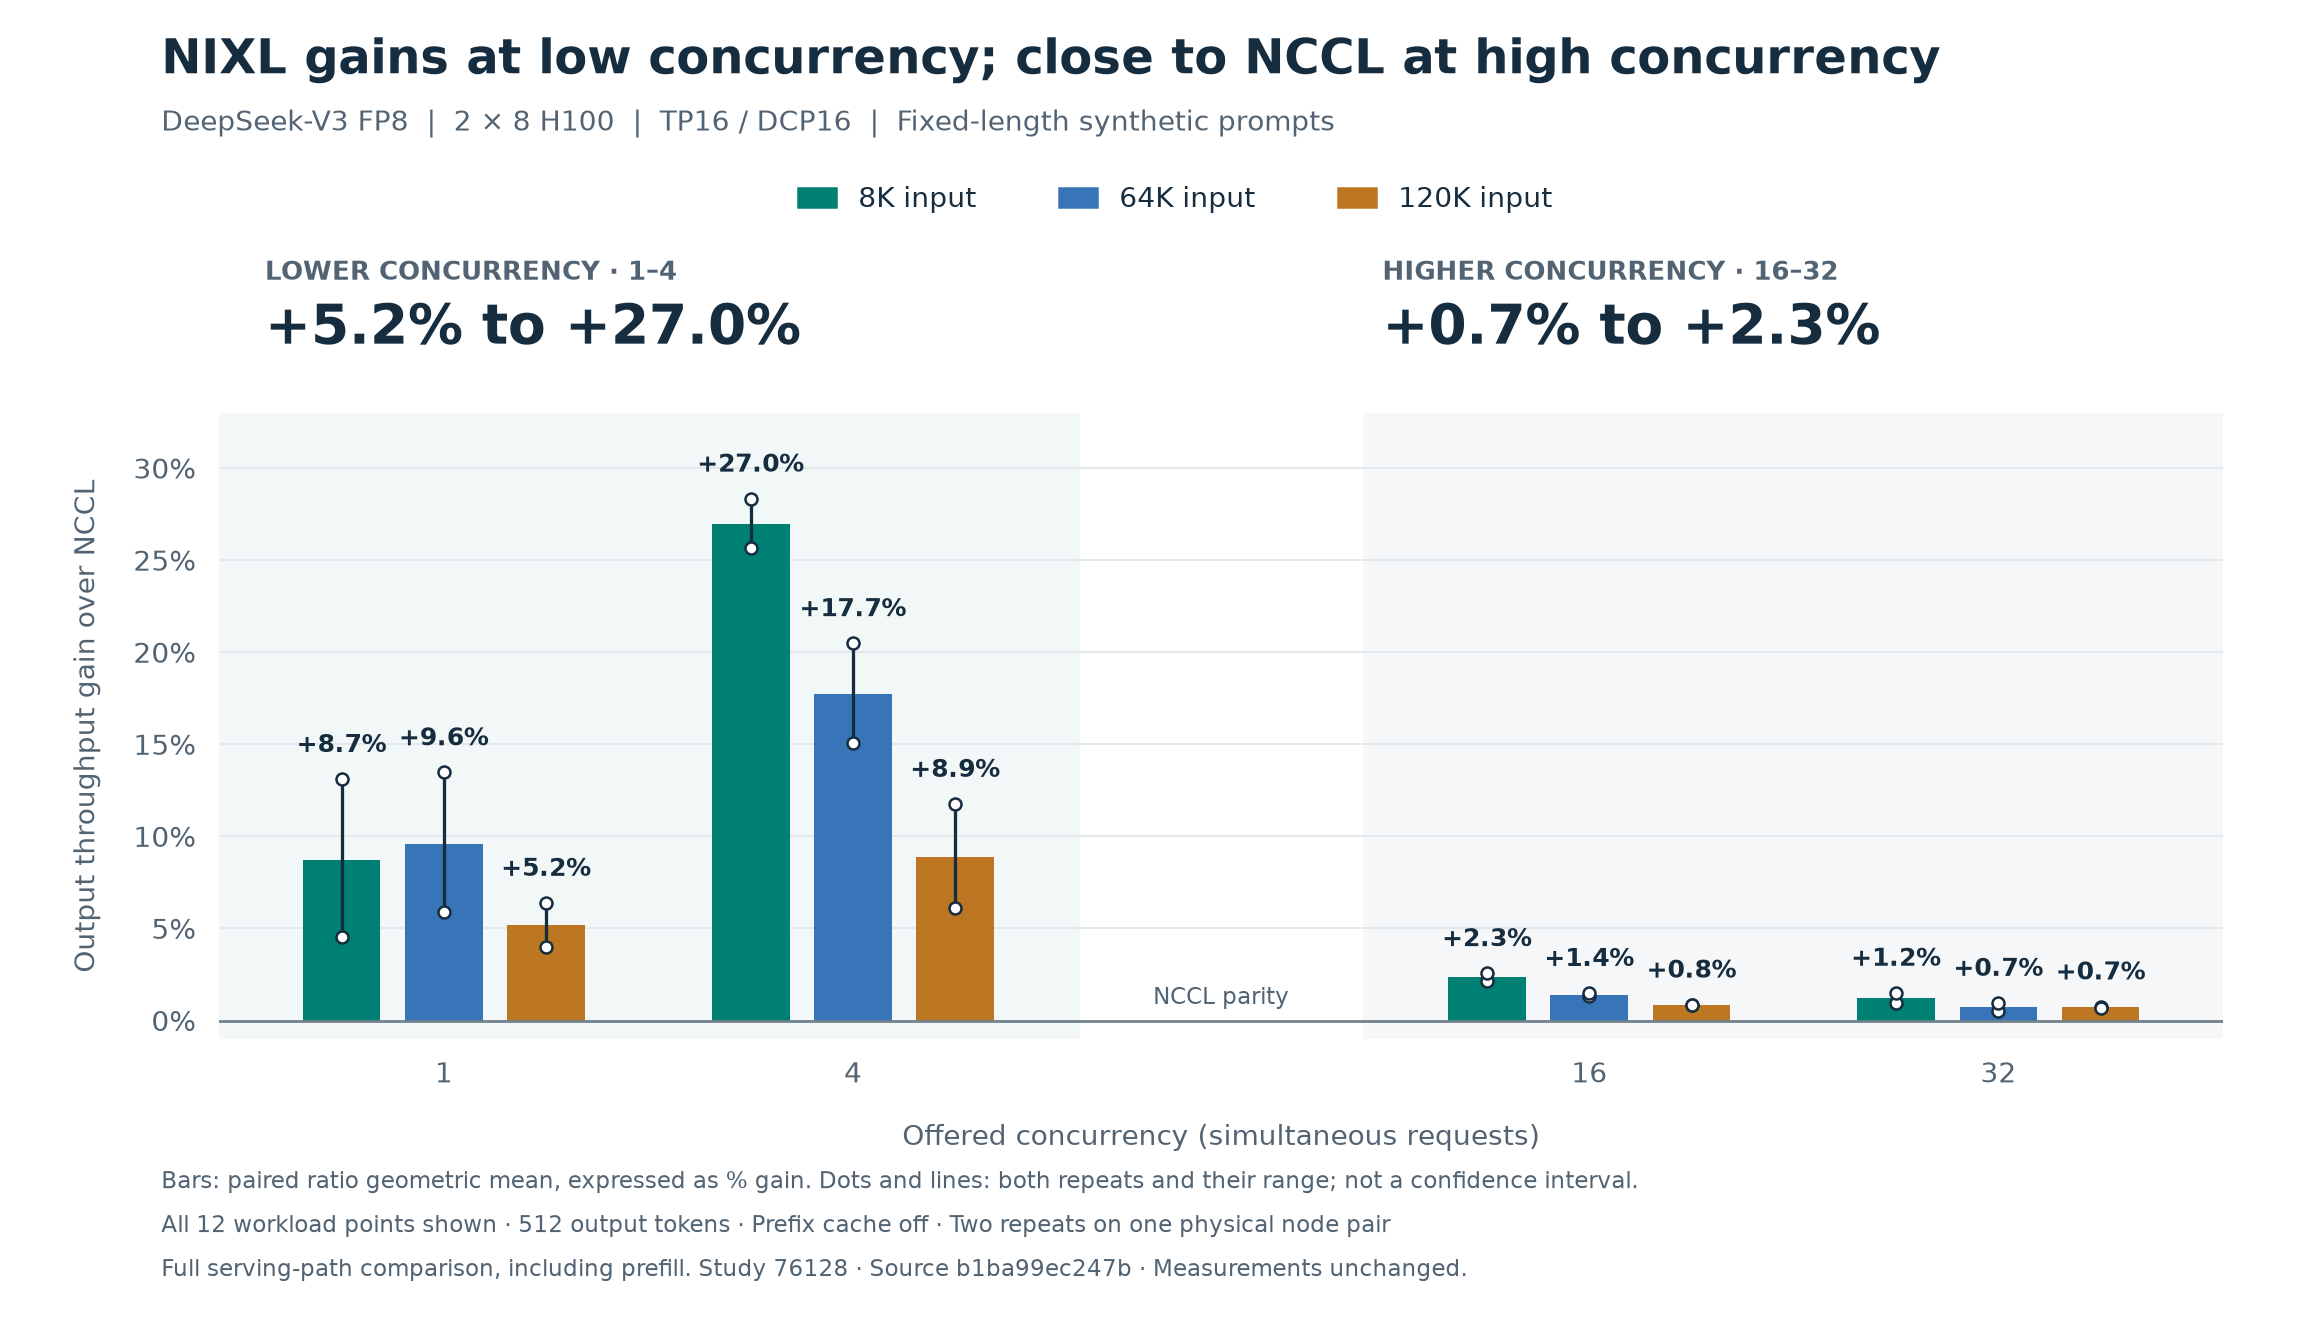 NIXL gains at low concurrency; close to NCCL at high concurrency
DeepSeek-V3 FP8 | 2 × 8 H100 | TP16 / DCP16 | Fixed-length synthetic prompts
8K input
64K input
120K input
LOWER CONCURRENCY · 1–4
+5.2% to +27.0%
HIGHER CONCURRENCY · 16–32
+0.7% to +2.3%
Output throughput gain over NCCL
30%
25%
20%
15%
10%
5%
0%
+8.7%
+9.6%
+5.2%
+27.0%
+17.7%
+8.9%
NCCL parity
+2.3%
+1.4%
+0.8%
+1.2%
+0.7%
+0.7%
1
4
16
32
Offered concurrency (simultaneous requests)
Bars: paired ratio geometric mean, expressed as % gain. Dots and lines: both repeats and their range; not a confidence interval.
All 12 workload points shown · 512 output tokens · Prefix cache off · Two repeats on one physical node pair
Full serving-path comparison, including prefill. Study 76128 · Source b1ba99ec247b · Measurements unchanged.